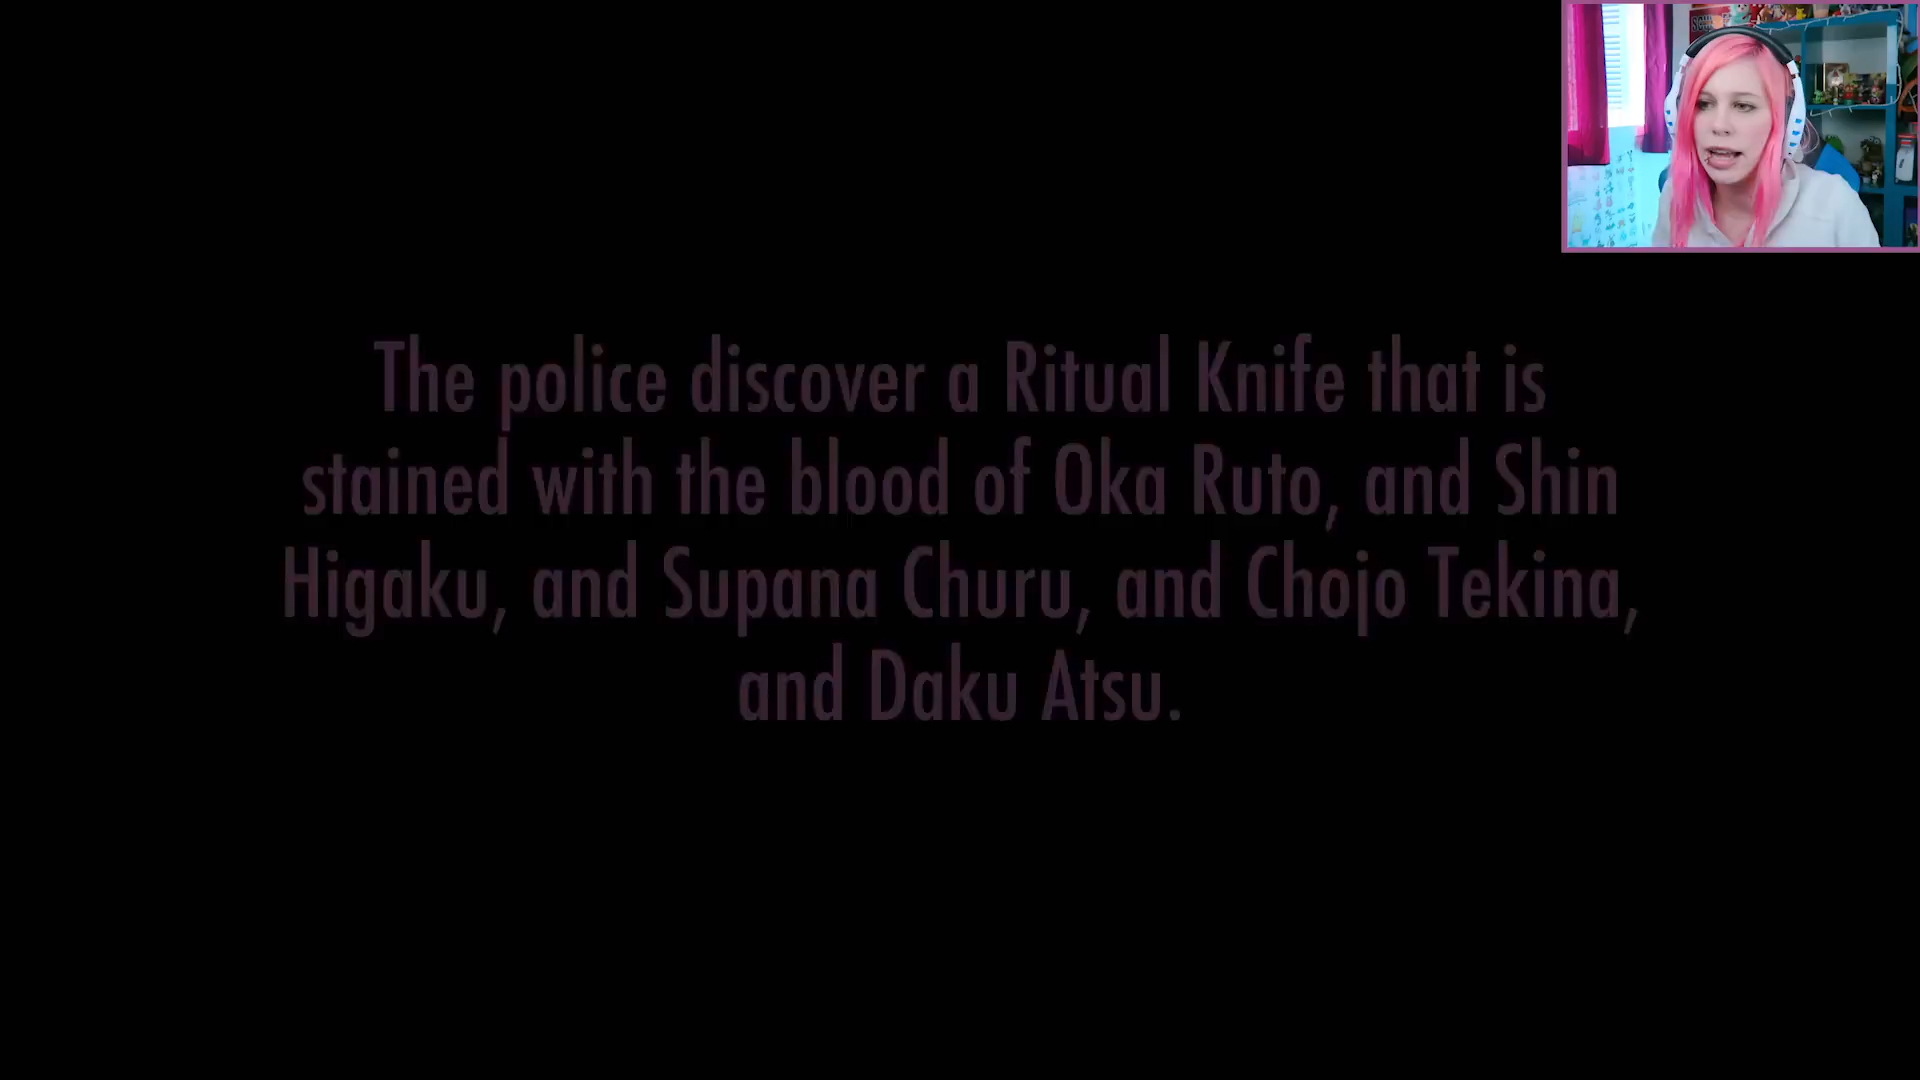 The police discover a Ritual Knife that is
stained with the blood of Oka Ruto, and Shin
Higaku, and Supana Churu, and Chojo Tekina,
and Daku Atsu.